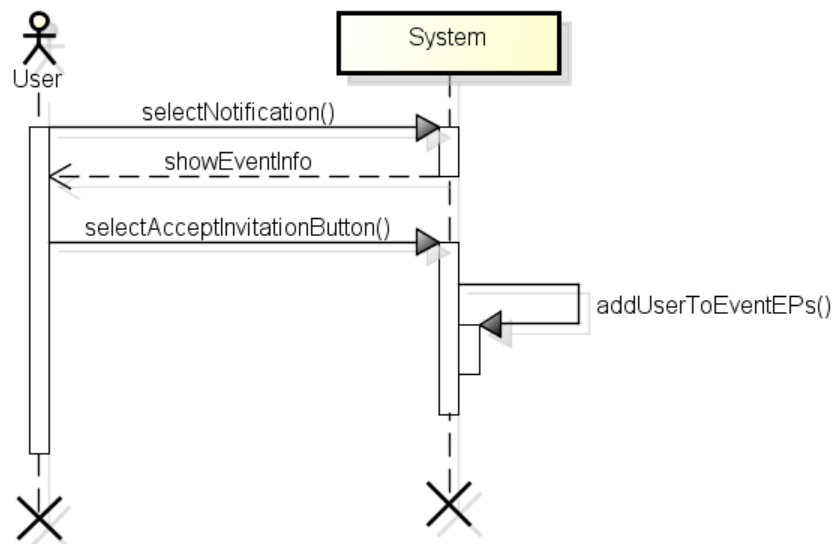 System
User
selectNotification()
showEventInfo
selectAcceptInvitationButton()
addUserToEventEPs()